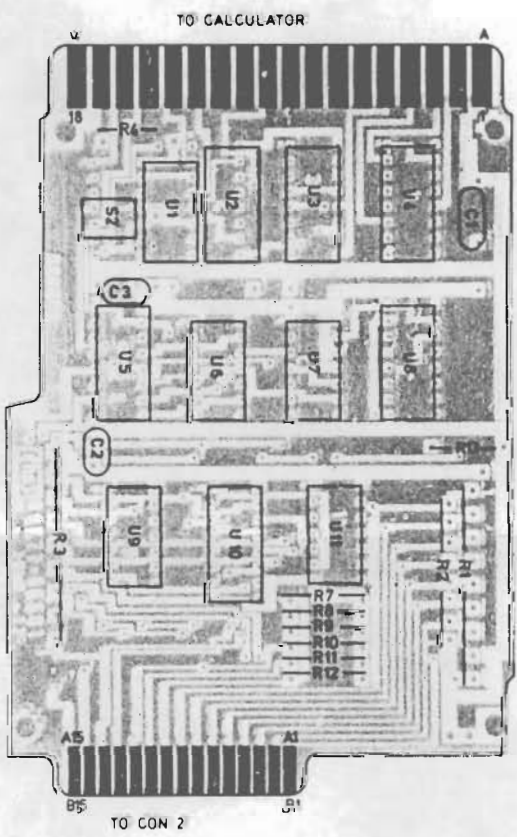 TO CALCULATOR
A
18
R4
S2
U1
U2
U3
U4
C1
C3
U5
U6
U7
U8
C2
R3
U9
U10
U11
R2
R1
R7
R8
R9
R10
R11
R12
A15
A1
B15
B1
TO CON 2